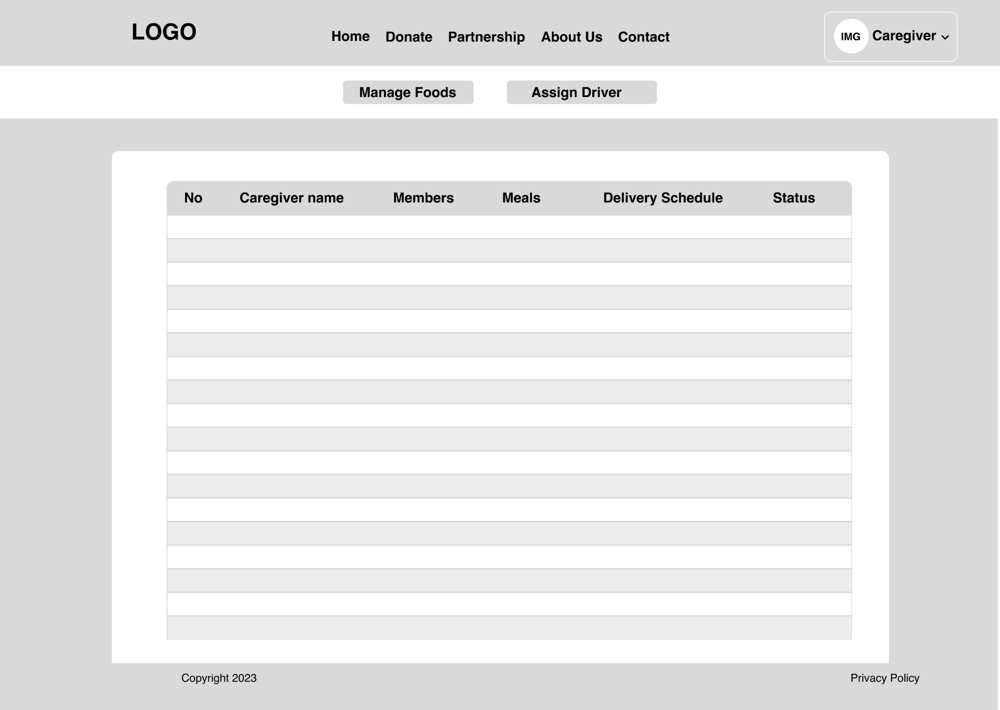 LOGO
Home Donate Partnership About Us Contact
IMG Caregiver
Manage Foods Assign Driver
No Caregiver name Members Meals Delivery Schedule Status
Copyright 2023 Privacy Policy